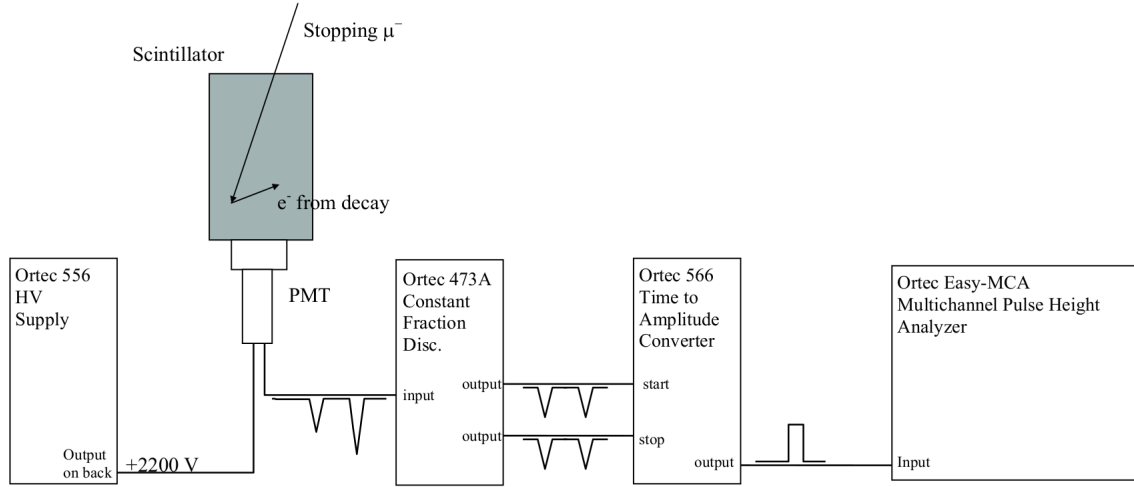 Stopping μ⁻
Scintillator
e⁻ from decay
PMT
Ortec 556
HV
Supply
Output
on back
+2200 V
Ortec 473A
Constant
Fraction
Disc.
input
output
output
Ortec 566
Time to
Amplitude
Converter
start
stop
output
Ortec Easy-MCA
Multichannel Pulse Height
Analyzer
Input